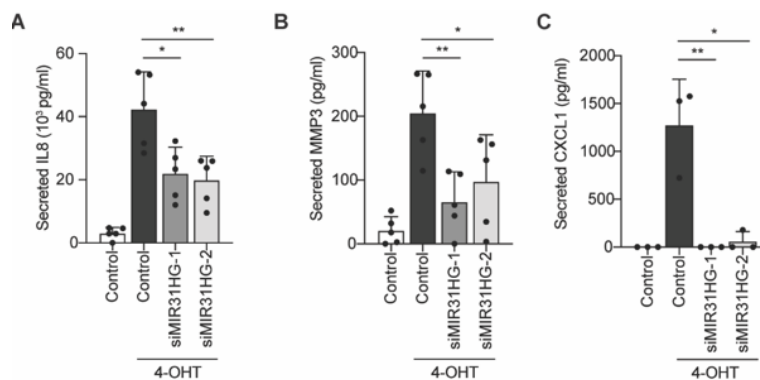 A
Secreted IL8 (10³ pg/ml)
60
40
20
0
*
**
Control
Control
siMIR31HG-1
siMIR31HG-2
4-OHT
B
Secreted MMP3 (pg/ml)
300
200
100
0
**
*
Control
Control
siMIR31HG-1
siMIR31HG-2
4-OHT
C
Secreted CXCL1 (pg/ml)
2000
1500
1000
500
0
**
*
Control
Control
siMIR31HG-1
siMIR31HG-2
4-OHT